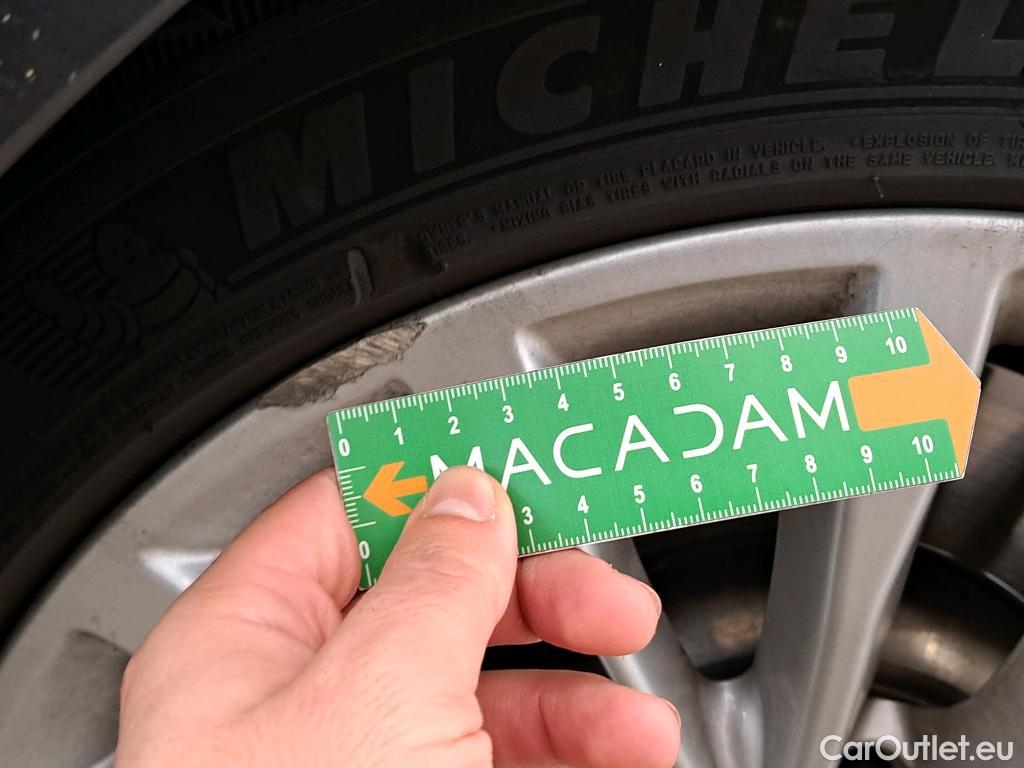 MICHEL
OWNER'S MANUAL OR TIRE PLACARD IN VEHICLE. •EXPLOSION OF TIR
TIRES. •MIXING BIAS TIRES WITH RADIALS ON THE SAME VEHICLE.
0 1 2 3 4 5 6 7 8 9 10
MACADAM
0 3 4 5 6 7 8 9 10
CarOutlet.eu